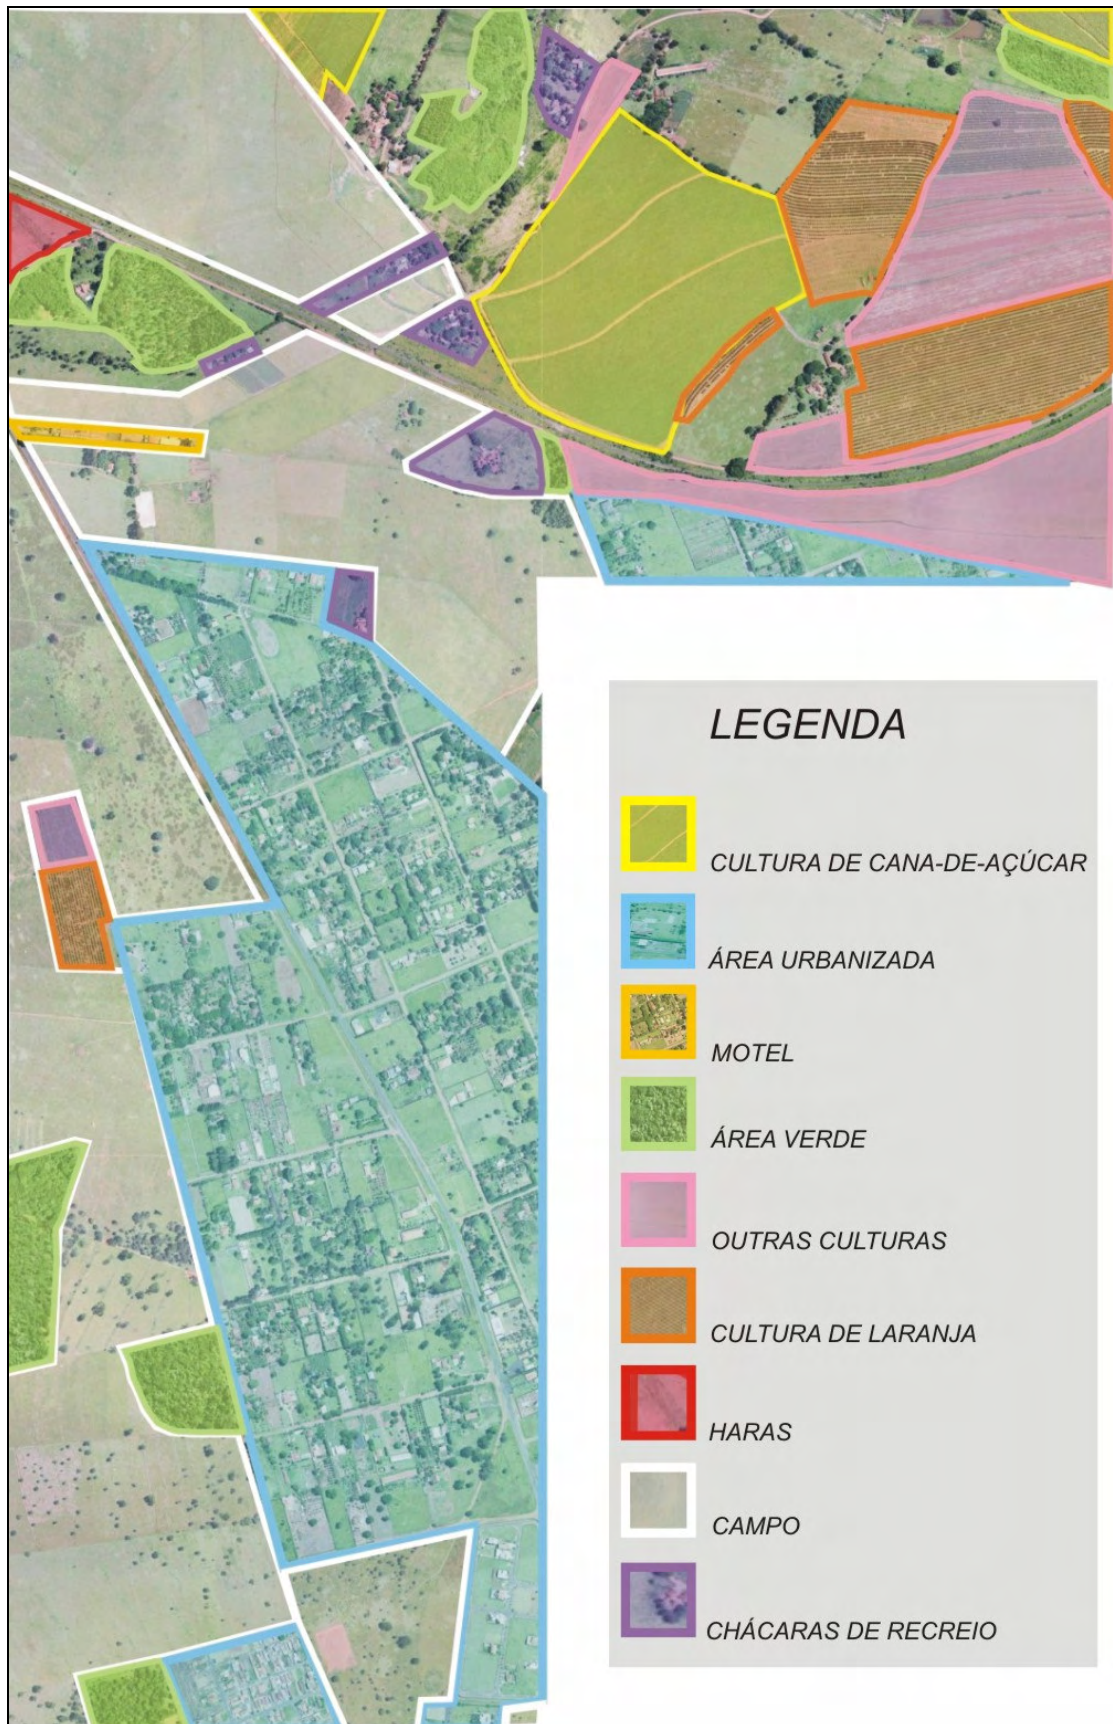 LEGENDA
CULTURA DE CANA-DE-AÇÚCAR
ÁREA URBANIZADA
MOTEL
ÁREA VERDE
OUTRAS CULTURAS
CULTURA DE LARANJA
HARAS
CAMPO
CHÁCARAS DE RECREIO